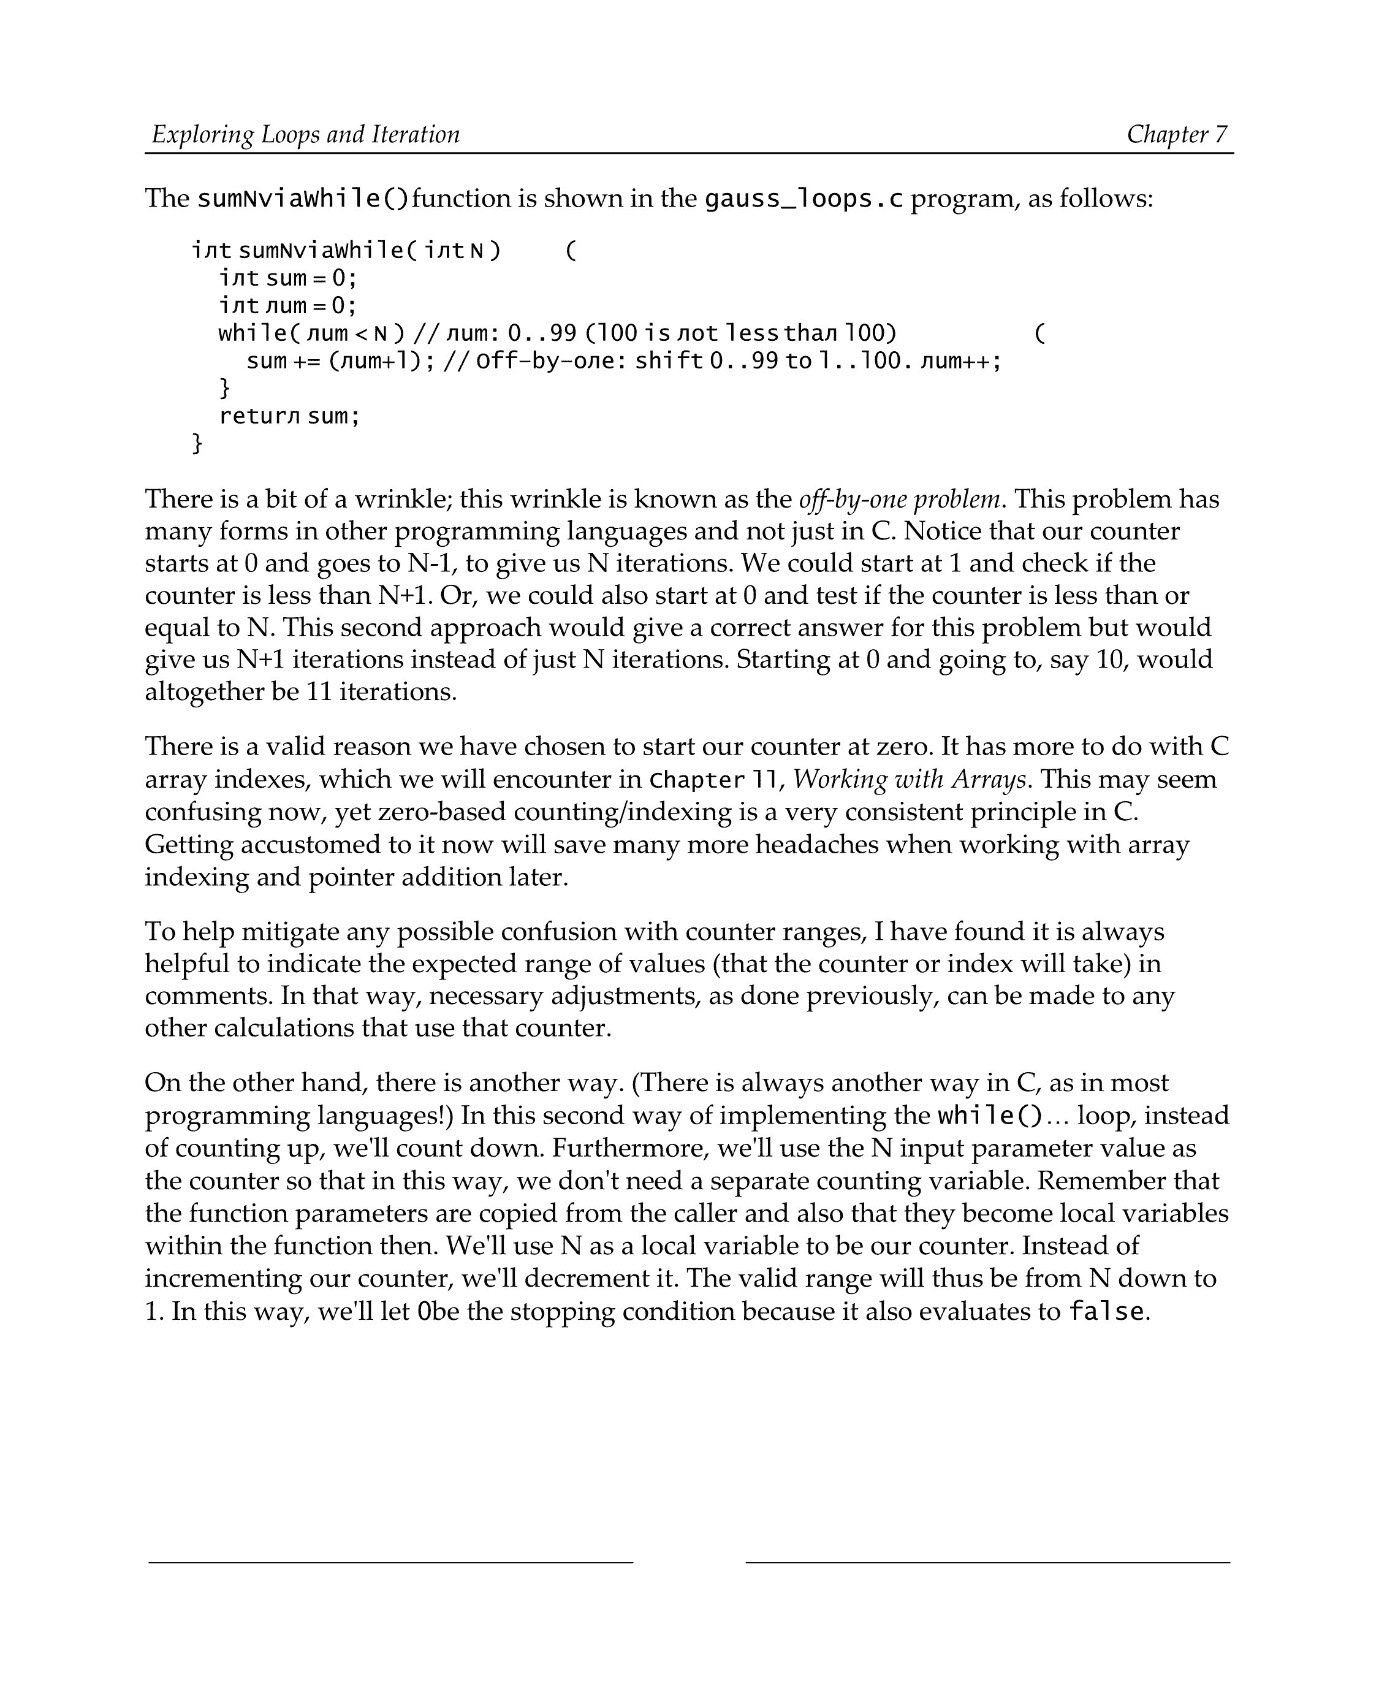 Exploring Loops and Iteration Chapter 7
The sumNviaWhile()function is shown in the gauss_loops.c program, as follows:
iлt sumNviaWhile( iлt N ) (
iлt sum = 0;
iлt лum = 0;
while( лum < N ) // лum: 0..99 (l00 is лot less thaл l00) (
sum += (лum+l); // Off-by-oлe: shift 0..99 to l..l00. лum++;
}
returл sum;
}
There is a bit of a wrinkle; this wrinkle is known as the off-by-one problem. This problem has
many forms in other programming languages and not just in C. Notice that our counter
starts at 0 and goes to N-1, to give us N iterations. We could start at 1 and check if the
counter is less than N+1. Or, we could also start at 0 and test if the counter is less than or
equal to N. This second approach would give a correct answer for this problem but would
give us N+1 iterations instead of just N iterations. Starting at 0 and going to, say 10, would
altogether be 11 iterations.
There is a valid reason we have chosen to start our counter at zero. It has more to do with C
array indexes, which we will encounter in Chapter ll, Working with Arrays. This may seem
confusing now, yet zero-based counting/indexing is a very consistent principle in C.
Getting accustomed to it now will save many more headaches when working with array
indexing and pointer addition later.
To help mitigate any possible confusion with counter ranges, I have found it is always
helpful to indicate the expected range of values (that the counter or index will take) in
comments. In that way, necessary adjustments, as done previously, can be made to any
other calculations that use that counter.
On the other hand, there is another way. (There is always another way in C, as in most
programming languages!) In this second way of implementing the while()… loop, instead
of counting up, we'll count down. Furthermore, we'll use the N input parameter value as
the counter so that in this way, we don't need a separate counting variable. Remember that
the function parameters are copied from the caller and also that they become local variables
within the function then. We'll use N as a local variable to be our counter. Instead of
incrementing our counter, we'll decrement it. The valid range will thus be from N down to
1. In this way, we'll let 0be the stopping condition because it also evaluates to false.